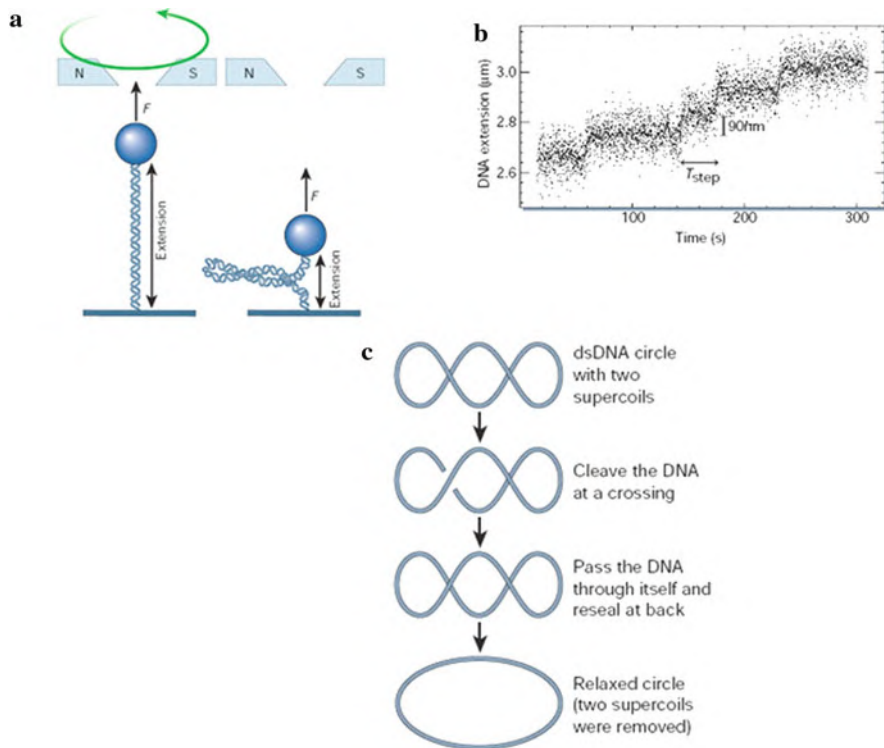 a
N
S
N
S
F
F
Extension
Extension
b
DNA extension (μm)
3.0
2.8
2.6
90nm
Tstep
100
200
300
Time (s)
c
dsDNA circle
with two
supercoils
Cleave the DNA
at a crossing
Pass the DNA
through itself and
reseal at back
Relaxed circle
(two supercoils
were removed)